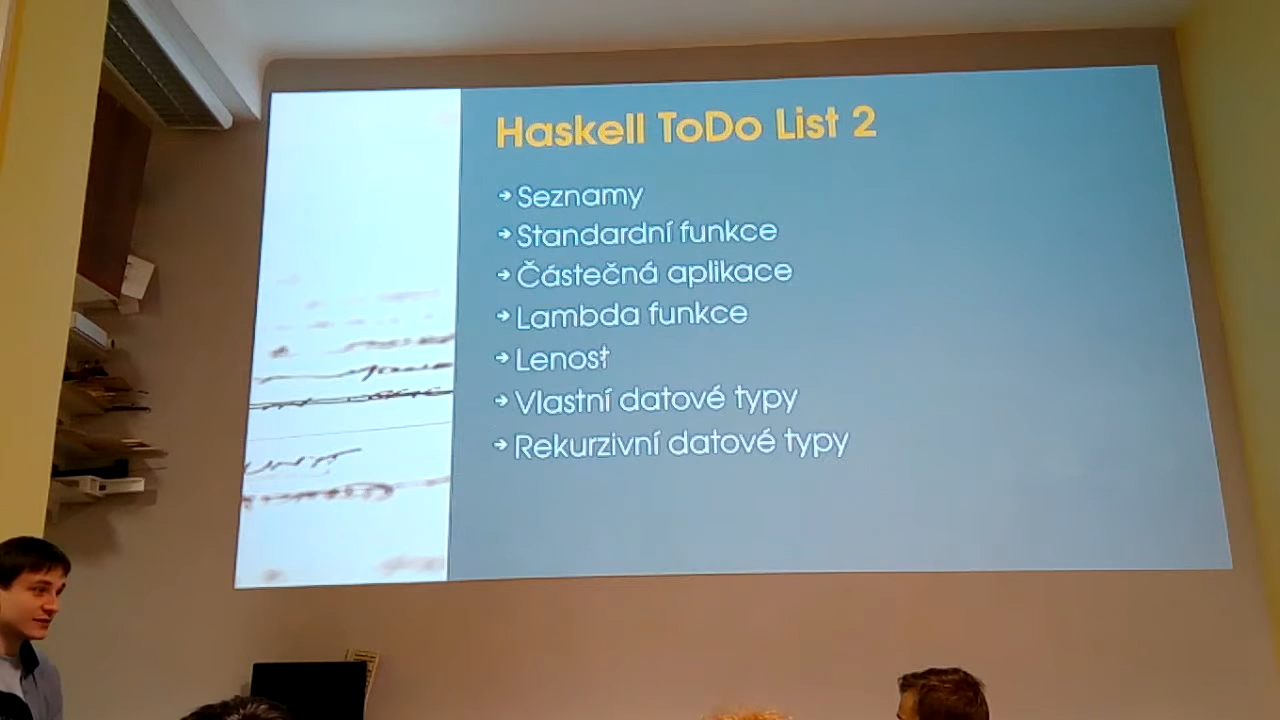 Haskell ToDo List 2
→ Seznamy
→ Standardní funkce
→ Částečná aplikace
→ Lambda funkce
→ Lenost
→ Vlastní datové typy
→ Rekurzivní datové typy